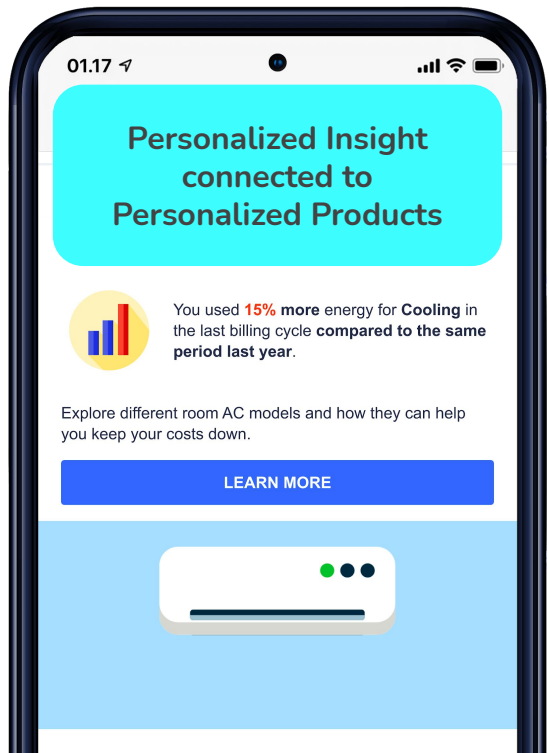 01.17
Personalized Insight
connected to
Personalized Products
You used 15% more energy for Cooling in
the last billing cycle compared to the same
period last year.
Explore different room AC models and how they can help
you keep your costs down.
LEARN MORE